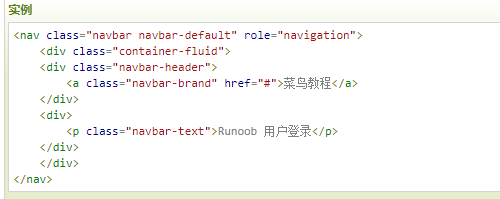 实例
<nav class="navbar navbar-default" role="navigation">
    <div class="container-fluid">
    <div class="navbar-header">
        <a class="navbar-brand" href="#">菜鸟教程</a>
    </div>
    <div>
        <p class="navbar-text">Runoob 用户登录</p>
    </div>
    </div>
</nav>